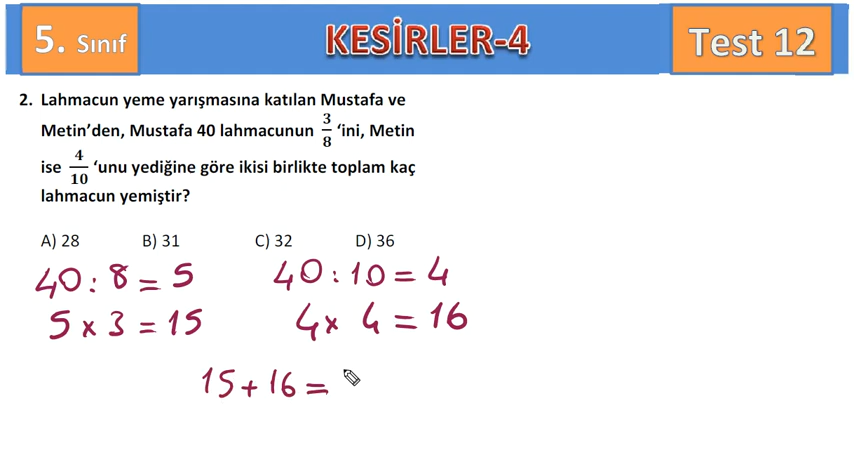 5. Sınıf
KESİRLER-4
Test 12
2. Lahmacun yeme yarışmasına katılan Mustafa ve
Metin’den, Mustafa 40 lahmacunun 3/8 ‘ini, Metin
ise 4/10 ‘unu yediğine göre ikisi birlikte toplam kaç
lahmacun yemiştir?
A) 28 B) 31 C) 32 D) 36
40 : 8 = 5 40 : 10 = 4
5 x 3 = 15 4 x 4 = 16
15 + 16 =